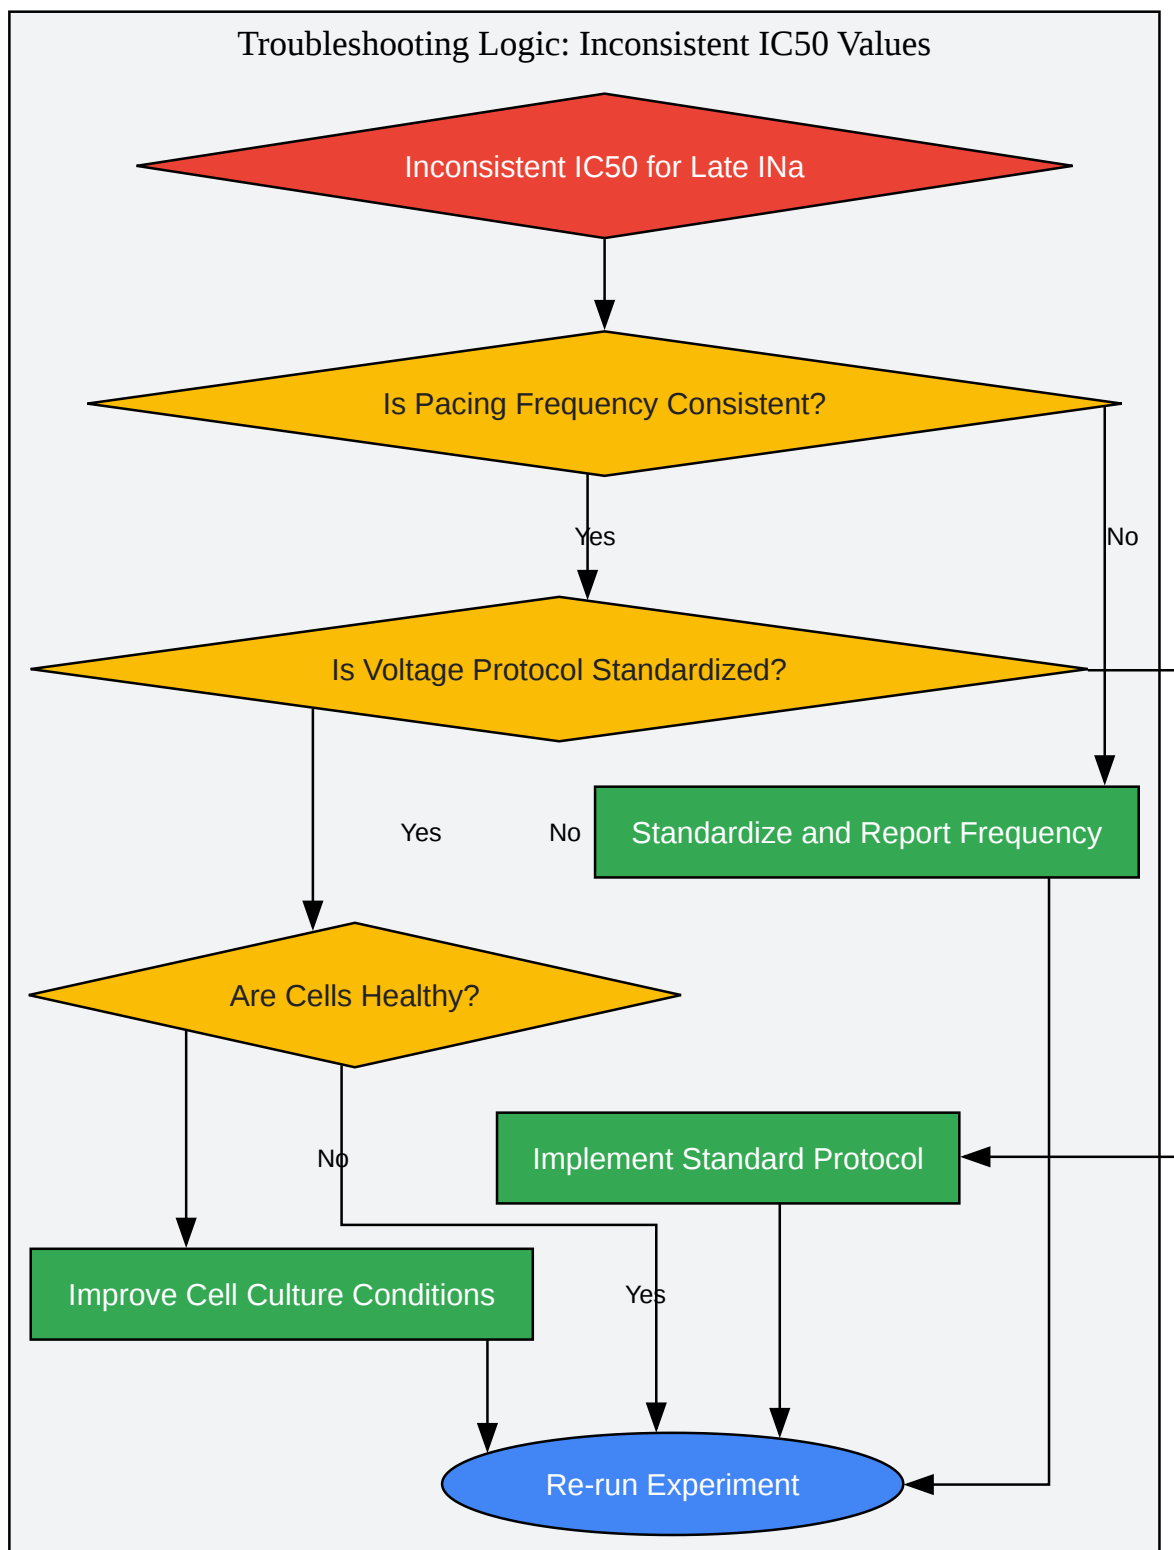 Troubleshooting Logic: Inconsistent IC50 Values
Inconsistent IC50 for Late INa
Is Pacing Frequency Consistent?
Yes
No
Is Voltage Protocol Standardized?
Yes
No
Standardize and Report Frequency
Are Cells Healthy?
No
Implement Standard Protocol
Improve Cell Culture Conditions
Yes
Re-run Experiment